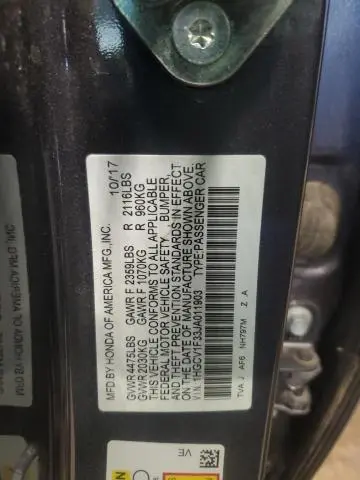 MFD BY HONDA OF AMERICA MFG.,INC. 10/17
GVWR 4475LBS GAWR F 2359LBS R 2116LBS
GVWR 2030KG GAWR F 1070KG R 960KG
THIS VEHICLE CONFORMS TO ALL APPLICABLE
FEDERAL MOTOR VEHICLE SAFETY, BUMPER,
AND THEFT PREVENTION STANDARDS IN EFFECT
ON THE DATE OF MANUFACTURE SHOWN ABOVE.
V.I.N. 1HGCV1F33JA011903 TYPE:PASSENGER CAR
TVA J AF6 NH797M Z A
VE